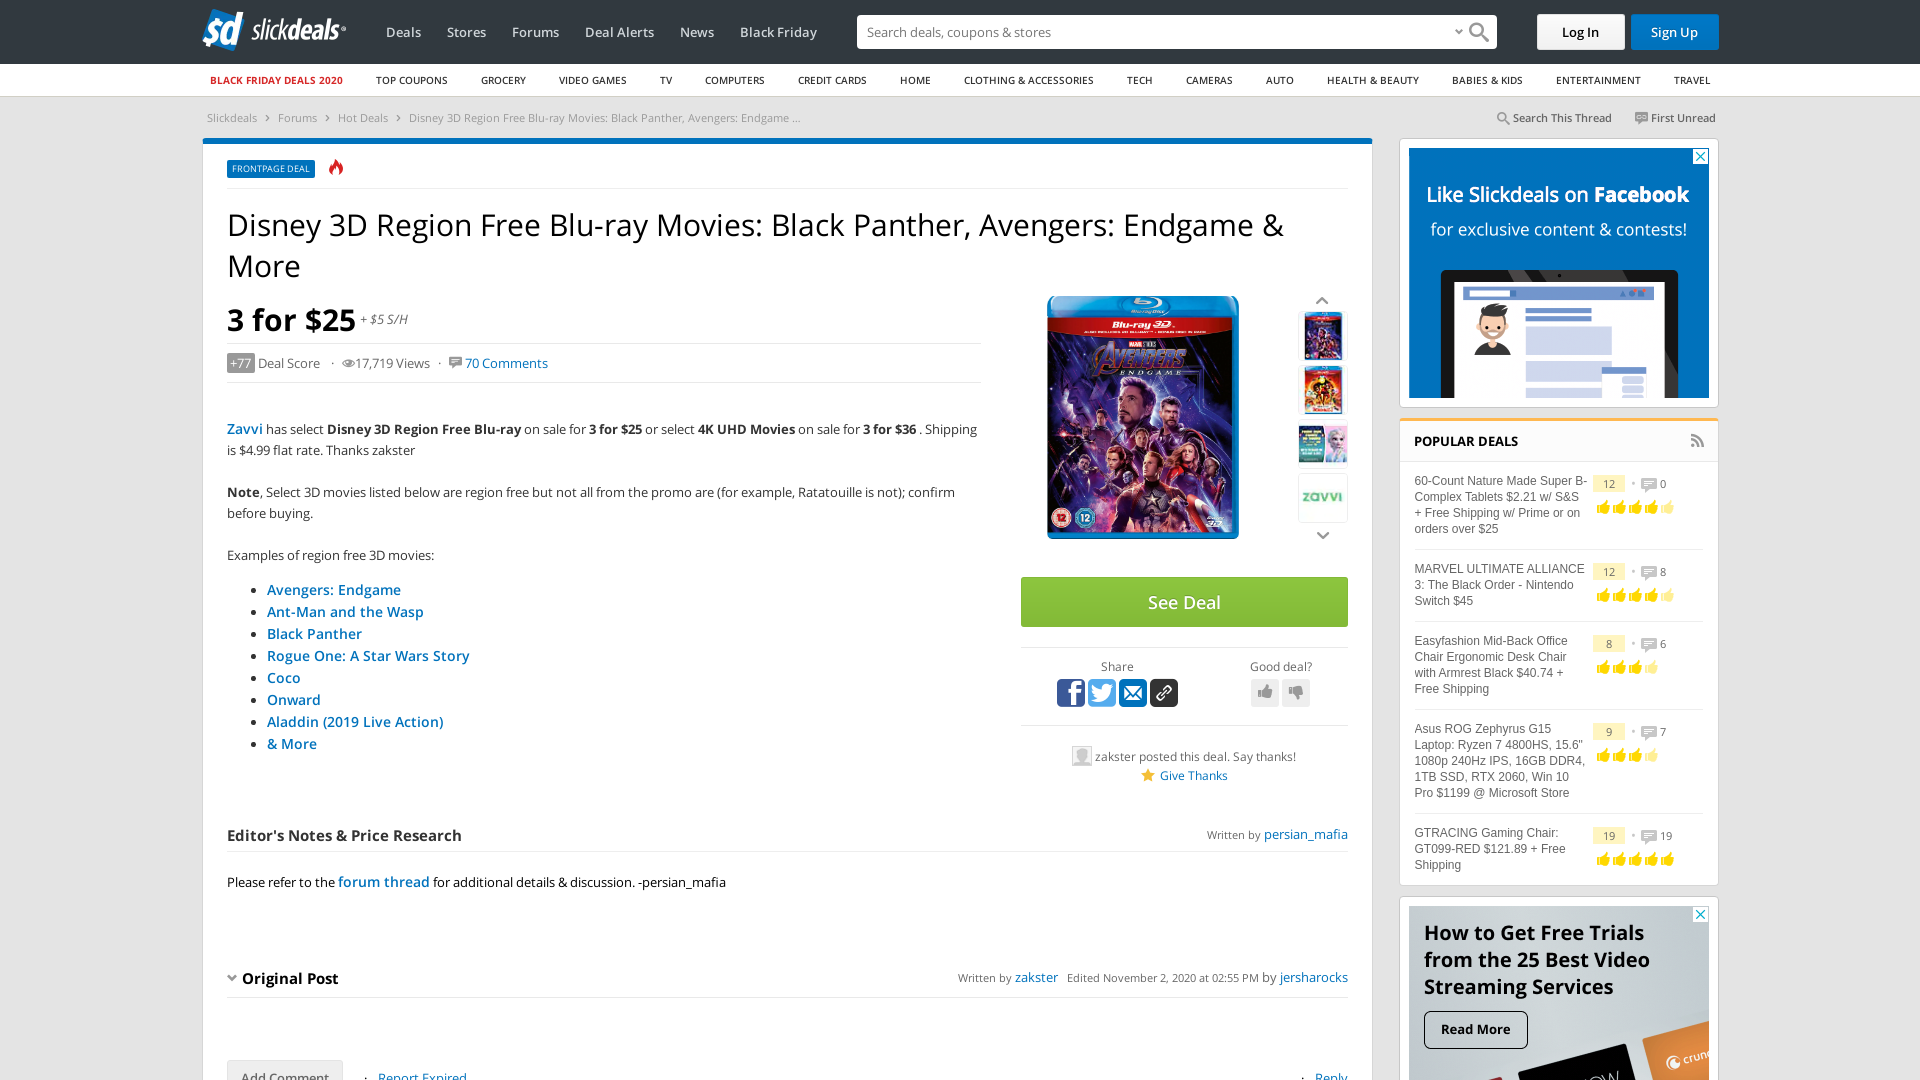 sd slickdeals
Deals
Stores
Forums
Deal Alerts
News
Black Friday
Search deals, coupons & stores
Log In
Sign Up
BLACK FRIDAY DEALS 2020
TOP COUPONS
GROCERY
VIDEO GAMES
TV
COMPUTERS
CREDIT CARDS
HOME
CLOTHING & ACCESSORIES
TECH
CAMERAS
AUTO
HEALTH & BEAUTY
BABIES & KIDS
ENTERTAINMENT
TRAVEL
Slickdeals › Forums › Hot Deals › Disney 3D Region Free Blu-ray Movies: Black Panther, Avengers: Endgame ...
Search This Thread
First Unread
FRONTPAGE DEAL
Disney 3D Region Free Blu-ray Movies: Black Panther, Avengers: Endgame &
More
3 for $25 + $5 S/H
+77 Deal Score · 17,719 Views · 70 Comments
Zavvi has select Disney 3D Region Free Blu-ray on sale for 3 for $25 or select 4K UHD Movies on sale for 3 for $36 . Shipping
is $4.99 flat rate. Thanks zakster
Note, Select 3D movies listed below are region free but not all from the promo are (for example, Ratatouille is not); confirm
before buying.
Examples of region free 3D movies:
• Avengers: Endgame
• Ant-Man and the Wasp
• Black Panther
• Rogue One: A Star Wars Story
• Coco
• Onward
• Aladdin (2019 Live Action)
• & More
Blu-ray 3D
MARVEL STUDIOS
AVENGERS
ENDGAME
12 12
zavvi
See Deal
Share
Good deal?
zakster posted this deal. Say thanks!
Give Thanks
Editor's Notes & Price Research
Written by persian_mafia
Please refer to the forum thread for additional details & discussion. -persian_mafia
Original Post
Written by zakster Edited November 2, 2020 at 02:55 PM by jersharocks
Add Comment
· Report Expired
· Reply
Like Slickdeals on Facebook
for exclusive content & contests!
POPULAR DEALS
60-Count Nature Made Super B-
Complex Tablets $2.21 w/ S&S
+ Free Shipping w/ Prime or on
orders over $25
12 • 0
MARVEL ULTIMATE ALLIANCE
3: The Black Order - Nintendo
Switch $45
12 • 8
Easyfashion Mid-Back Office
Chair Ergonomic Desk Chair
with Armrest Black $40.74 +
Free Shipping
8 • 6
Asus ROG Zephyrus G15
Laptop: Ryzen 7 4800HS, 15.6"
1080p 240Hz IPS, 16GB DDR4,
1TB SSD, RTX 2060, Win 10
Pro $1199 @ Microsoft Store
9 • 7
GTRACING Gaming Chair:
GT099-RED $121.89 + Free
Shipping
19 • 19
How to Get Free Trials
from the 25 Best Video
Streaming Services
Read More